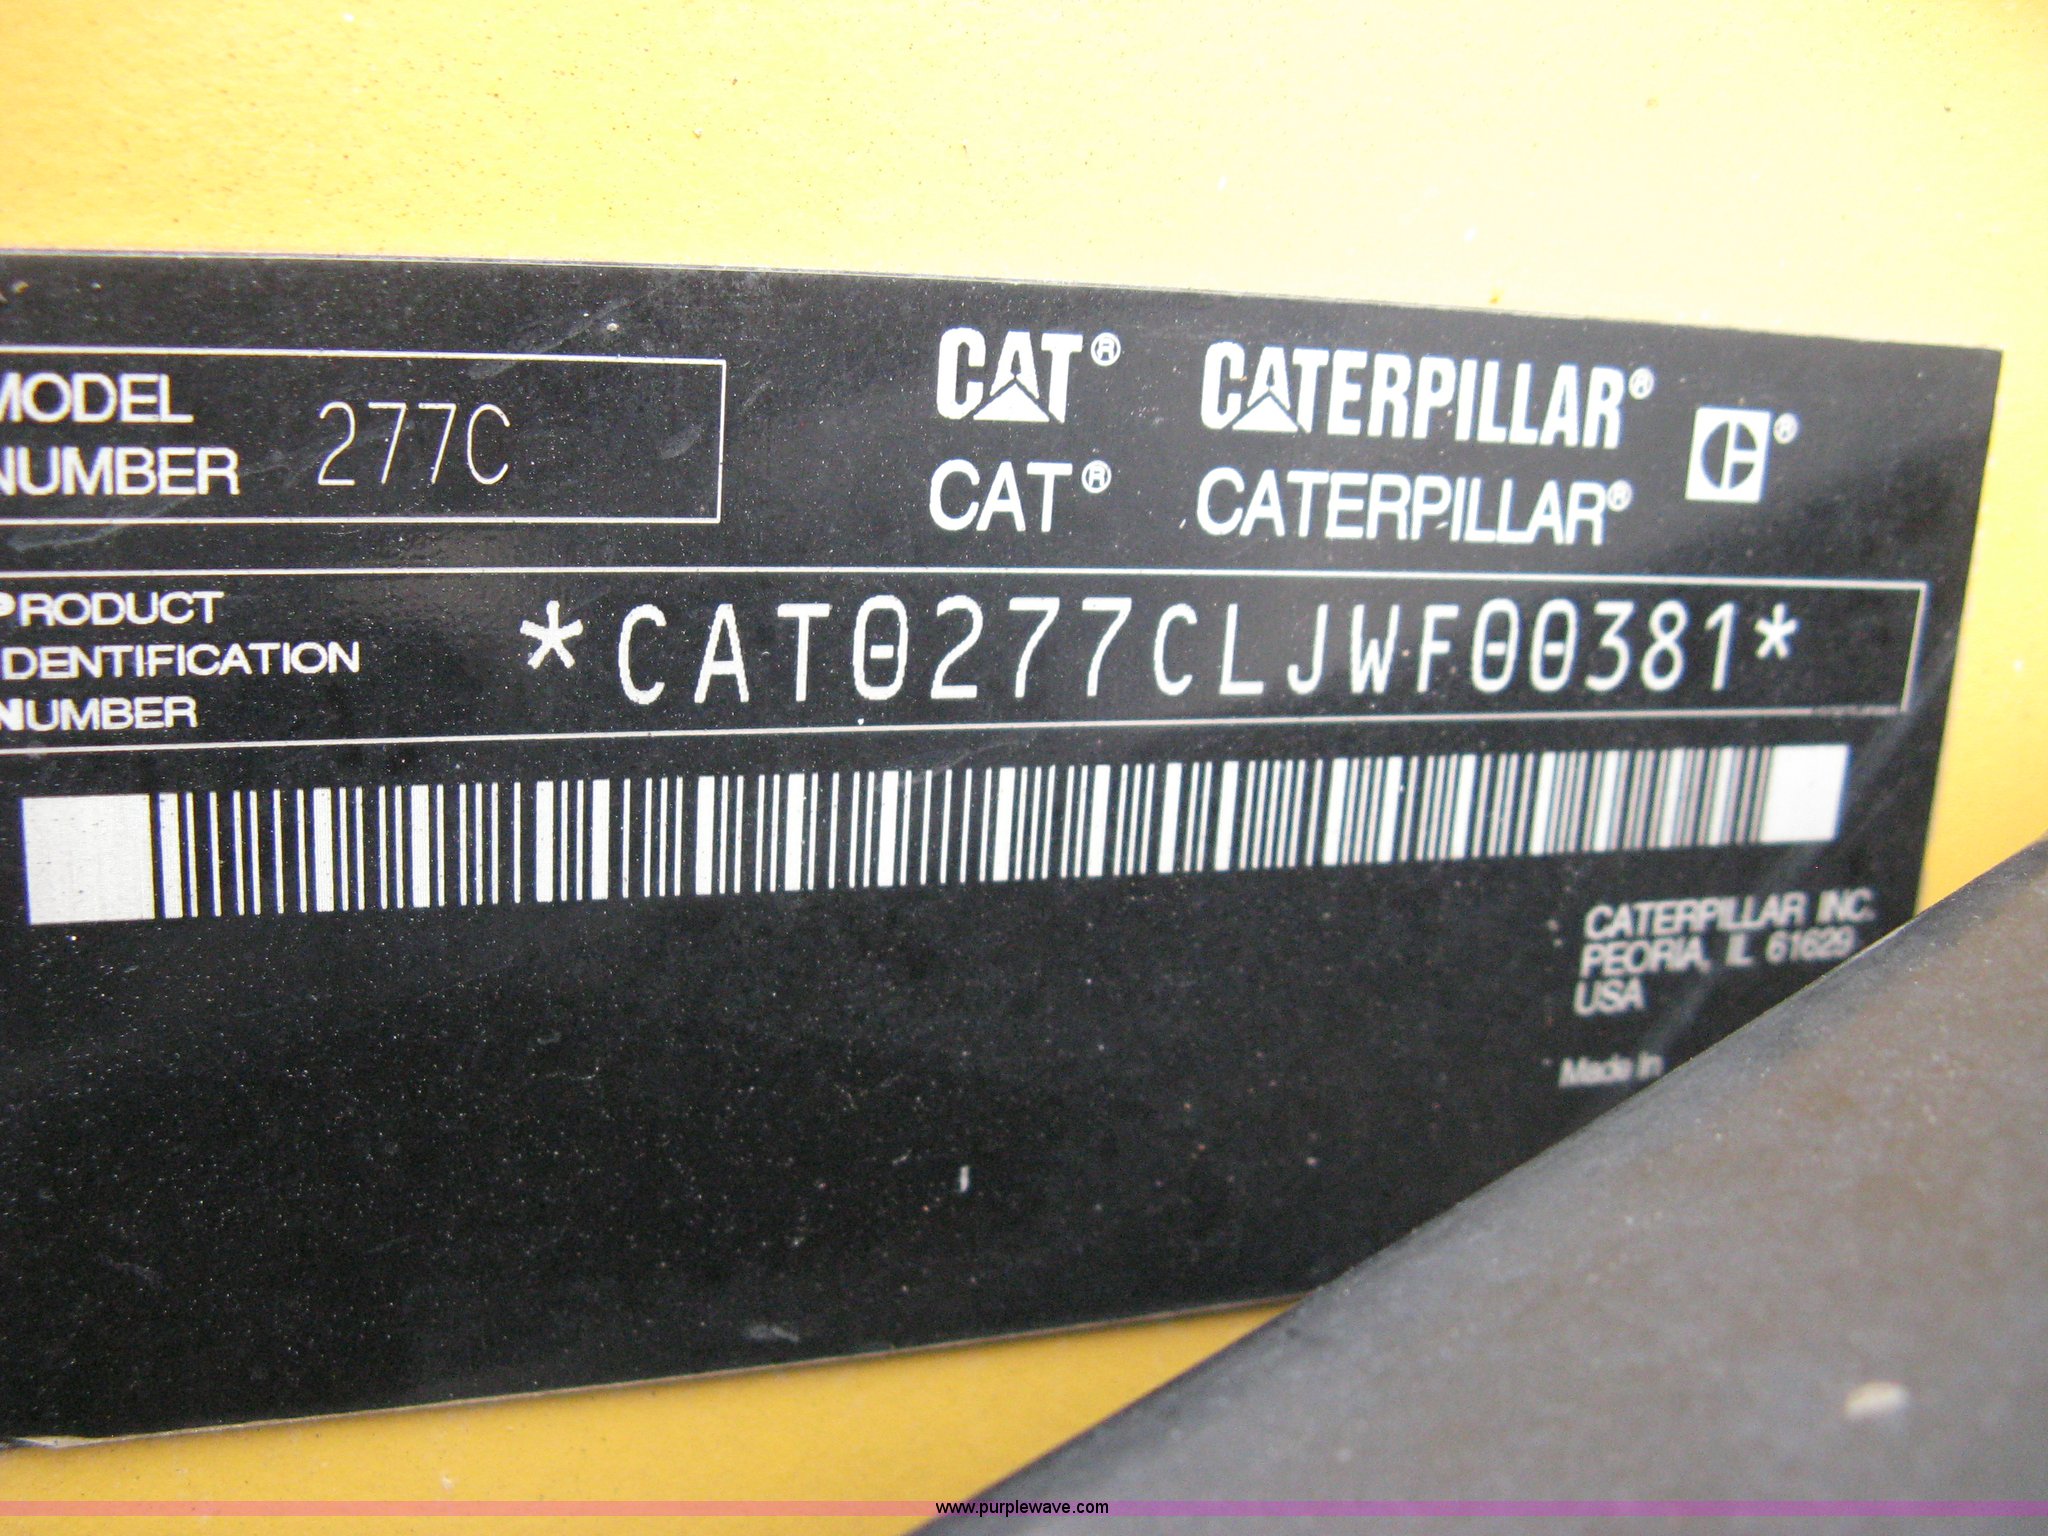 MODEL
NUMBER 277C
CAT® CATERPILLAR®
CAT® CATERPILLAR® ®
PRODUCT
IDENTIFICATION
NUMBER
*CAT0277CLJWF00381*
CATERPILLAR INC.
PEORIA, IL 61629
USA
Made in
www.purplewave.com